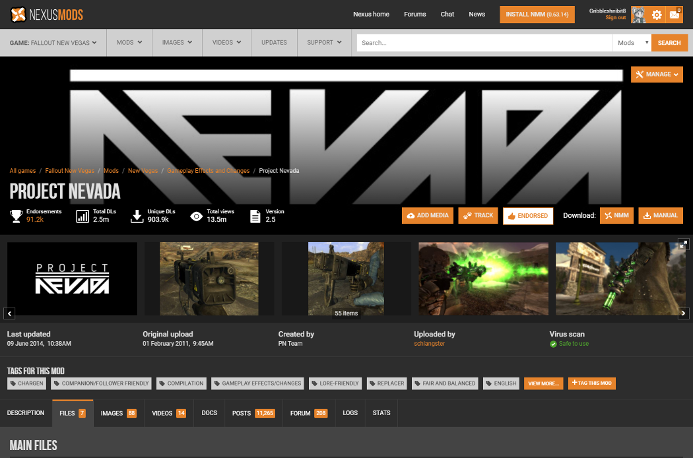 NEXUSMODS
Nexus home Forums Chat News INSTALL NMM (0.63.14)
Sign out
GAME: FALLOUT NEW VEGAS MODS IMAGES VIDEOS UPDATES SUPPORT Search... Mods SEARCH
MANAGE
NEVADA
All games / Fallout New Vegas / Mods / New Vegas / Gameplay Effects and Changes / Project Nevada
PROJECT NEVADA
Endorsements Total DLs Unique DLs Total views Version
91.2k 2.5m 903.9k 13.5m 2.5
ADD MEDIA TRACK ENDORSED Download: NMM MANUAL
PROJECT
NEVADA
55 items
Last updated Original upload Created by Uploaded by Virus scan
09 June 2014, 10:38AM 01 February 2011, 9:45AM PN Team schlangster Safe to use
TAGS FOR THIS MOD
CHARGEN COMPANION/FOLLOWER FRIENDLY COMPILATION GAMEPLAY EFFECTS/CHANGES LORE-FRIENDLY REPLACER FAIR AND BALANCED ENGLISH VIEW MORE... + TAG THIS MOD
DESCRIPTION FILES 7 IMAGES VIDEOS 14 DOCS POSTS 11,265 FORUM LOGS STATS
MAIN FILES